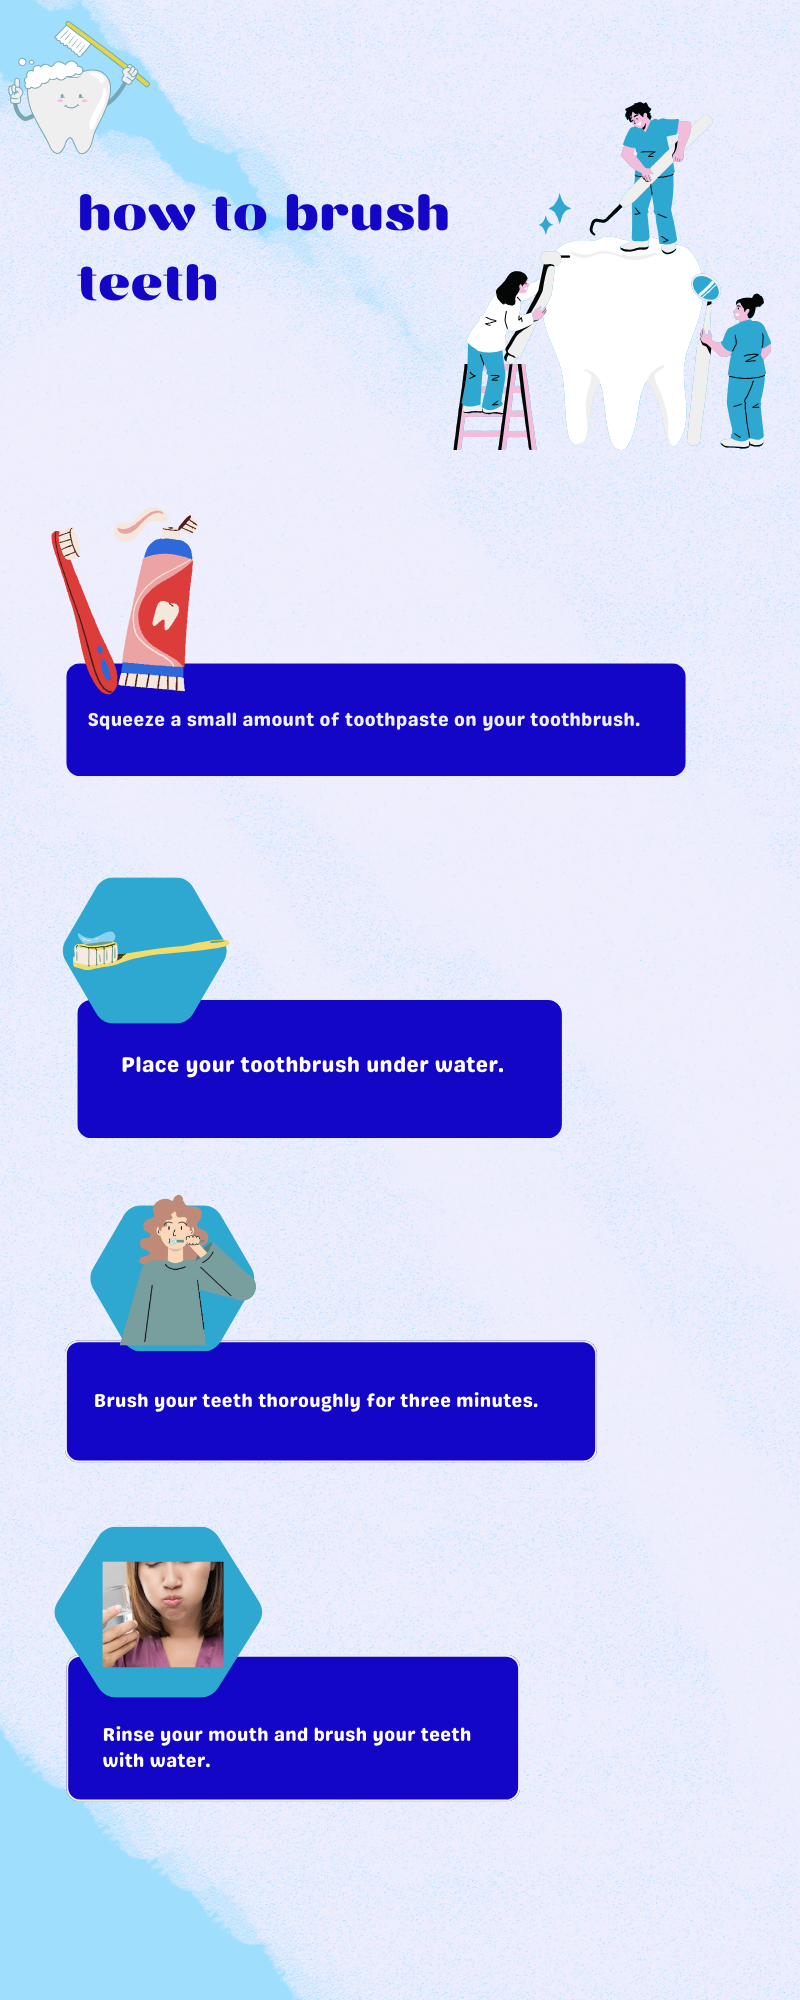 how to brush
teeth
Squeeze a small amount of toothpaste on your toothbrush.
Place your toothbrush under water.
Brush your teeth thoroughly for three minutes.
Rinse your mouth and brush your teeth
with water.